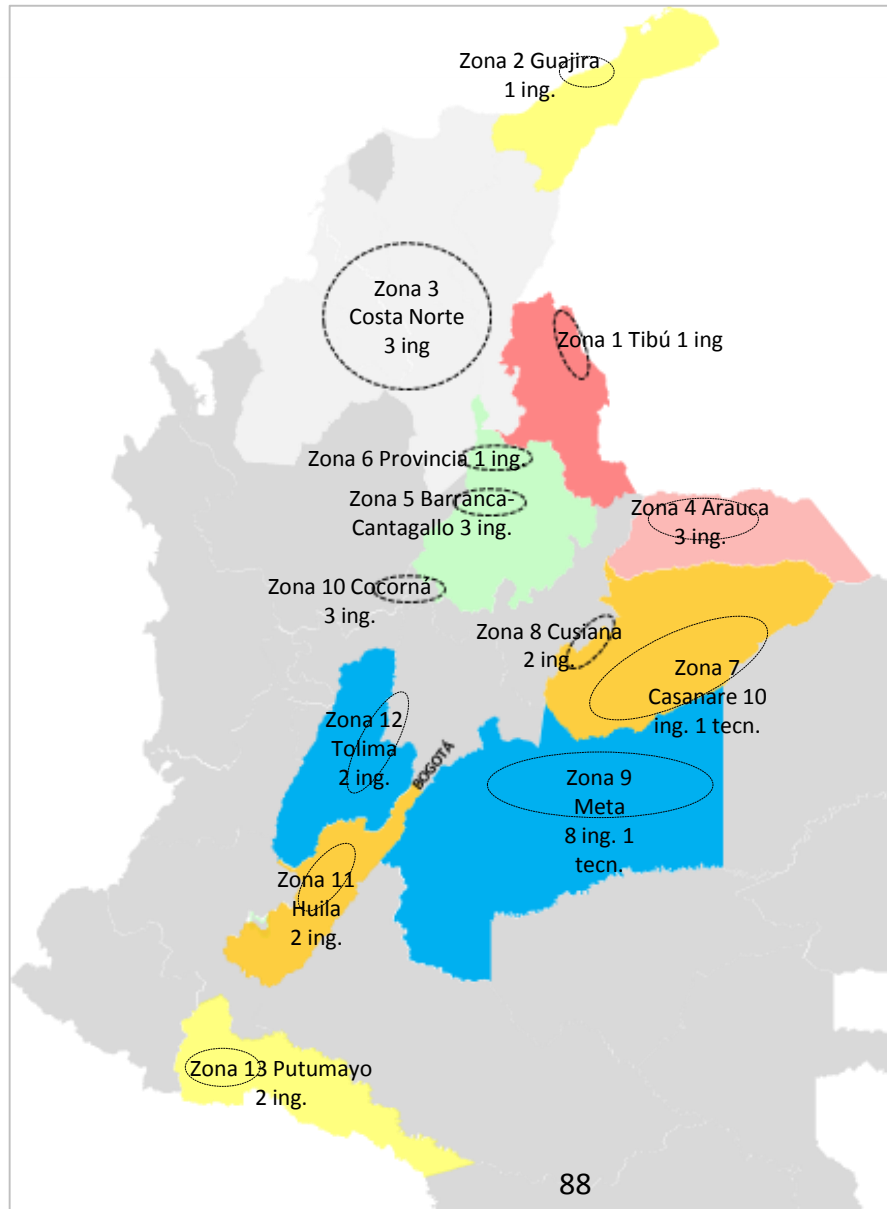 Zona 2 Guajira
1 ing.
Zona 3
Costa Norte
3 ing
Zona 1 Tibú 1 ing
Zona 6 Provincia 1 ing.
Zona 5 Barranca-
Cantagallo 3 ing.
Zona 4 Arauca
3 ing.
Zona 10 Cocorná
3 ing.
Zona 8 Cusiana
2 ing.
Zona 7
Casanare 10
ing. 1 tecn.
Zona 12
Tolima
2 ing.
BOGOTÁ
Zona 9
Meta
8 ing. 1
tecn.
Zona 11
Huila
2 ing.
Zona 13 Putumayo
2 ing.
88